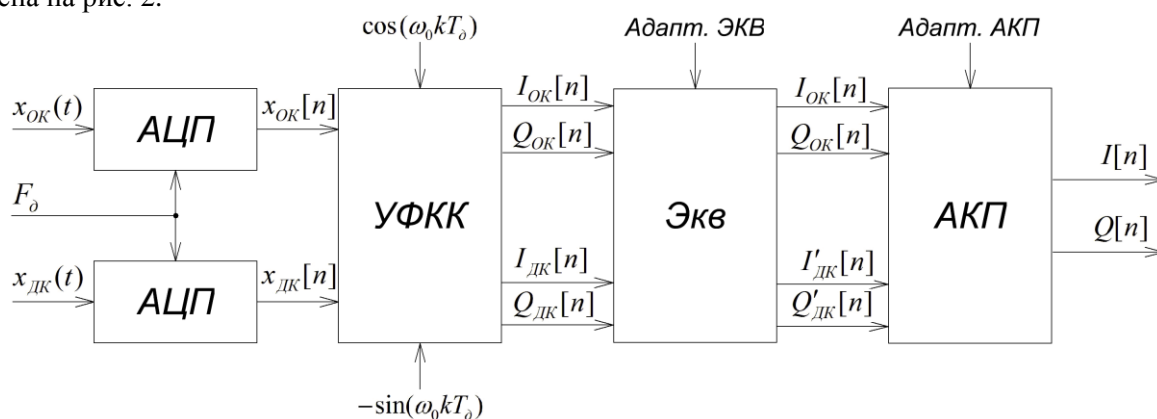 ена на рис. 2.
cos(ω₀kT_д)
Адапт. ЭКВ
Адапт. АКП
x_ОК(t)
АЦП
x_ОК[n]
I_ОК[n]
Q_ОК[n]
I_ОК[n]
Q_ОК[n]
F_д
УФКК
Экв
АКП
I[n]
Q[n]
x_ДК(t)
АЦП
x_ДК[n]
I_ДК[n]
Q_ДК[n]
I'_ДК[n]
Q'_ДК[n]
−sin(ω₀kT_д)